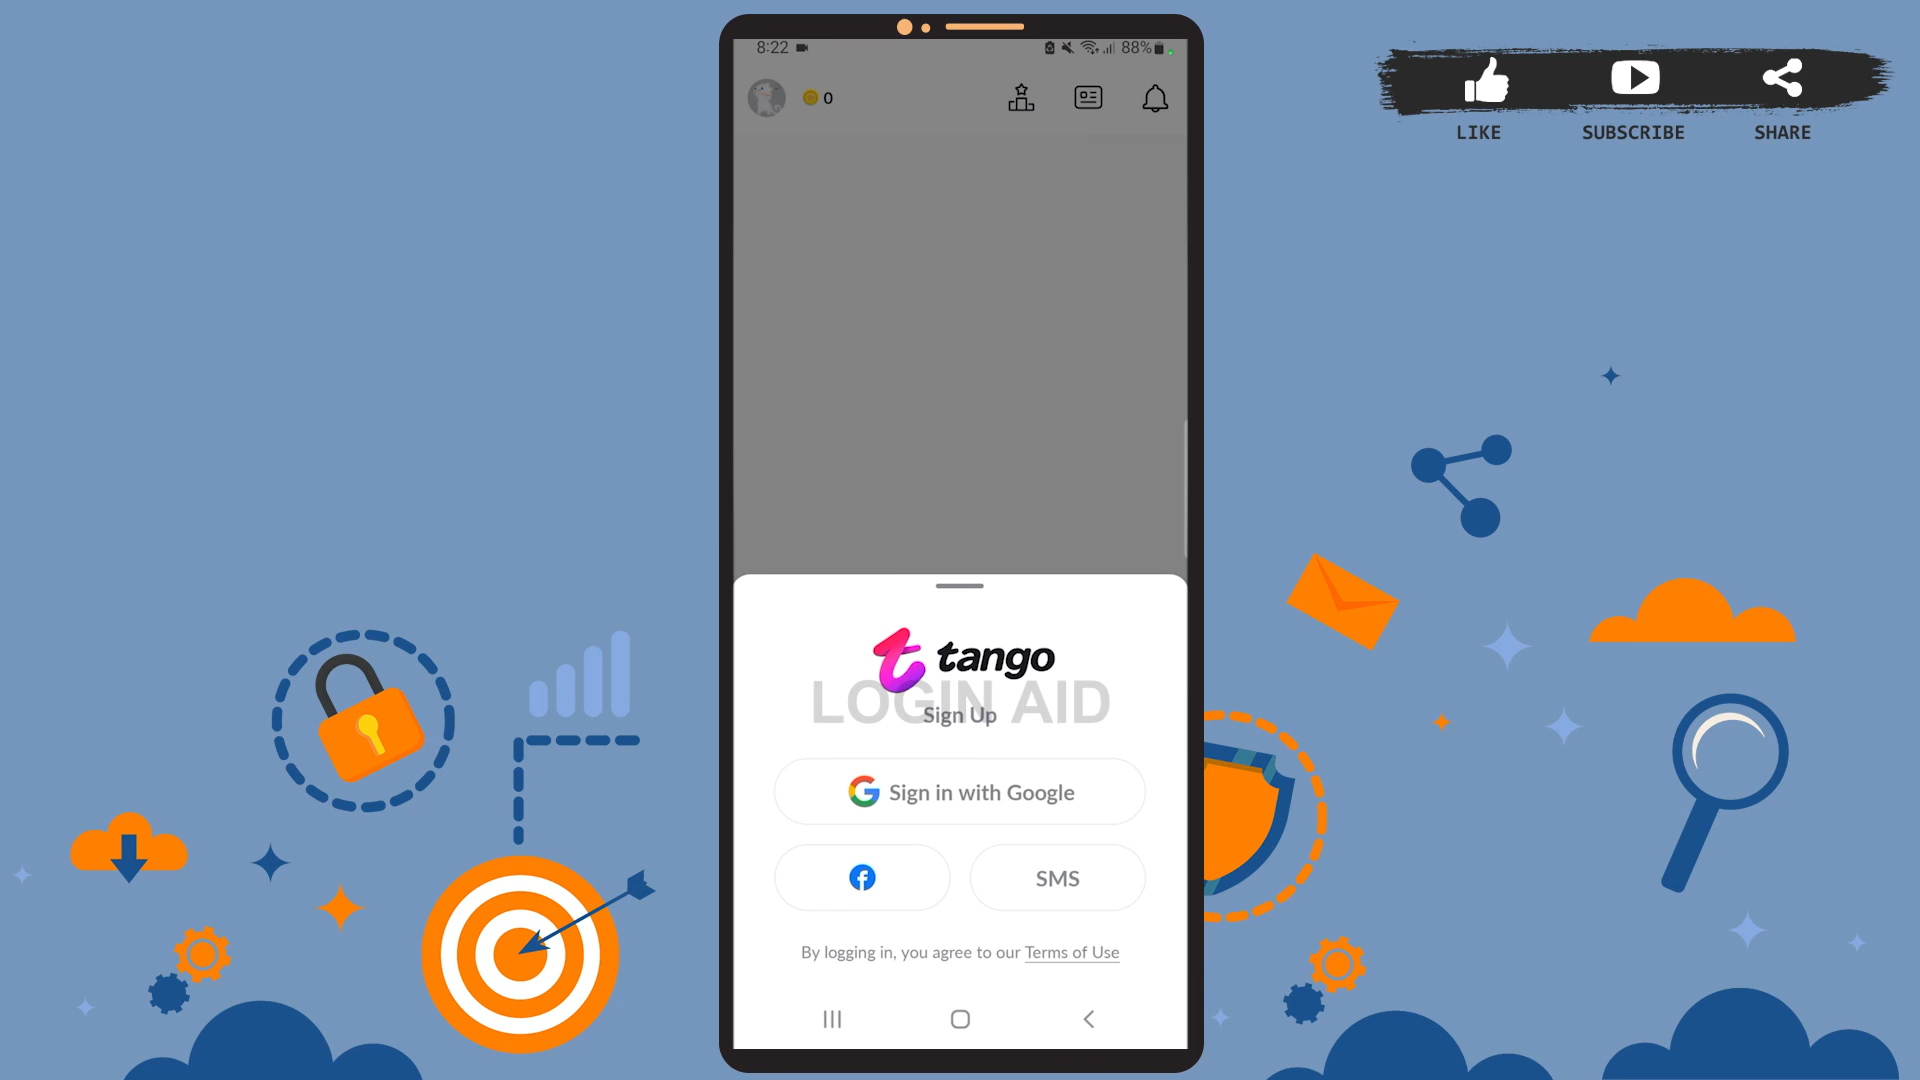 8:22
88%
0
LIKE SUBSCRIBE SHARE
tango
LOGIN AID
Sign Up
Sign in with Google
SMS
By logging in, you agree to our Terms of Use